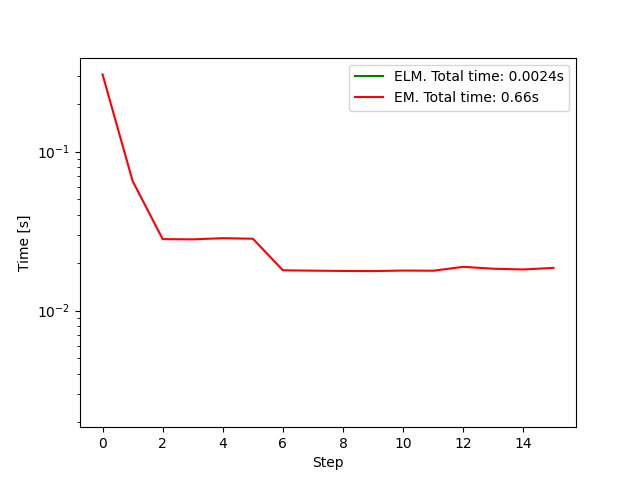 ELM. Total time: 0.0024s
EM. Total time: 0.66s
10⁻¹
10⁻²
Time [s]
0 2 4 6 8 10 12 14
Step